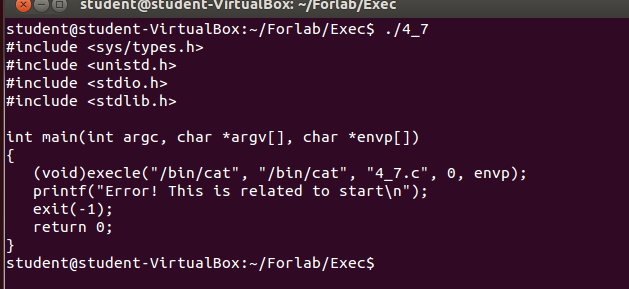 student@student-VirtualBox: ~/Forlab/Exec
student@student-VirtualBox:~/Forlab/Exec$ ./4_7
#include <sys/types.h>
#include <unistd.h>
#include <stdio.h>
#include <stdlib.h>

int main(int argc, char *argv[], char *envp[])
{
   (void)execle("/bin/cat", "/bin/cat", "4_7.c", 0, envp);
   printf("Error! This is related to start\n");
   exit(-1);
   return 0;
}
student@student-VirtualBox:~/Forlab/Exec$